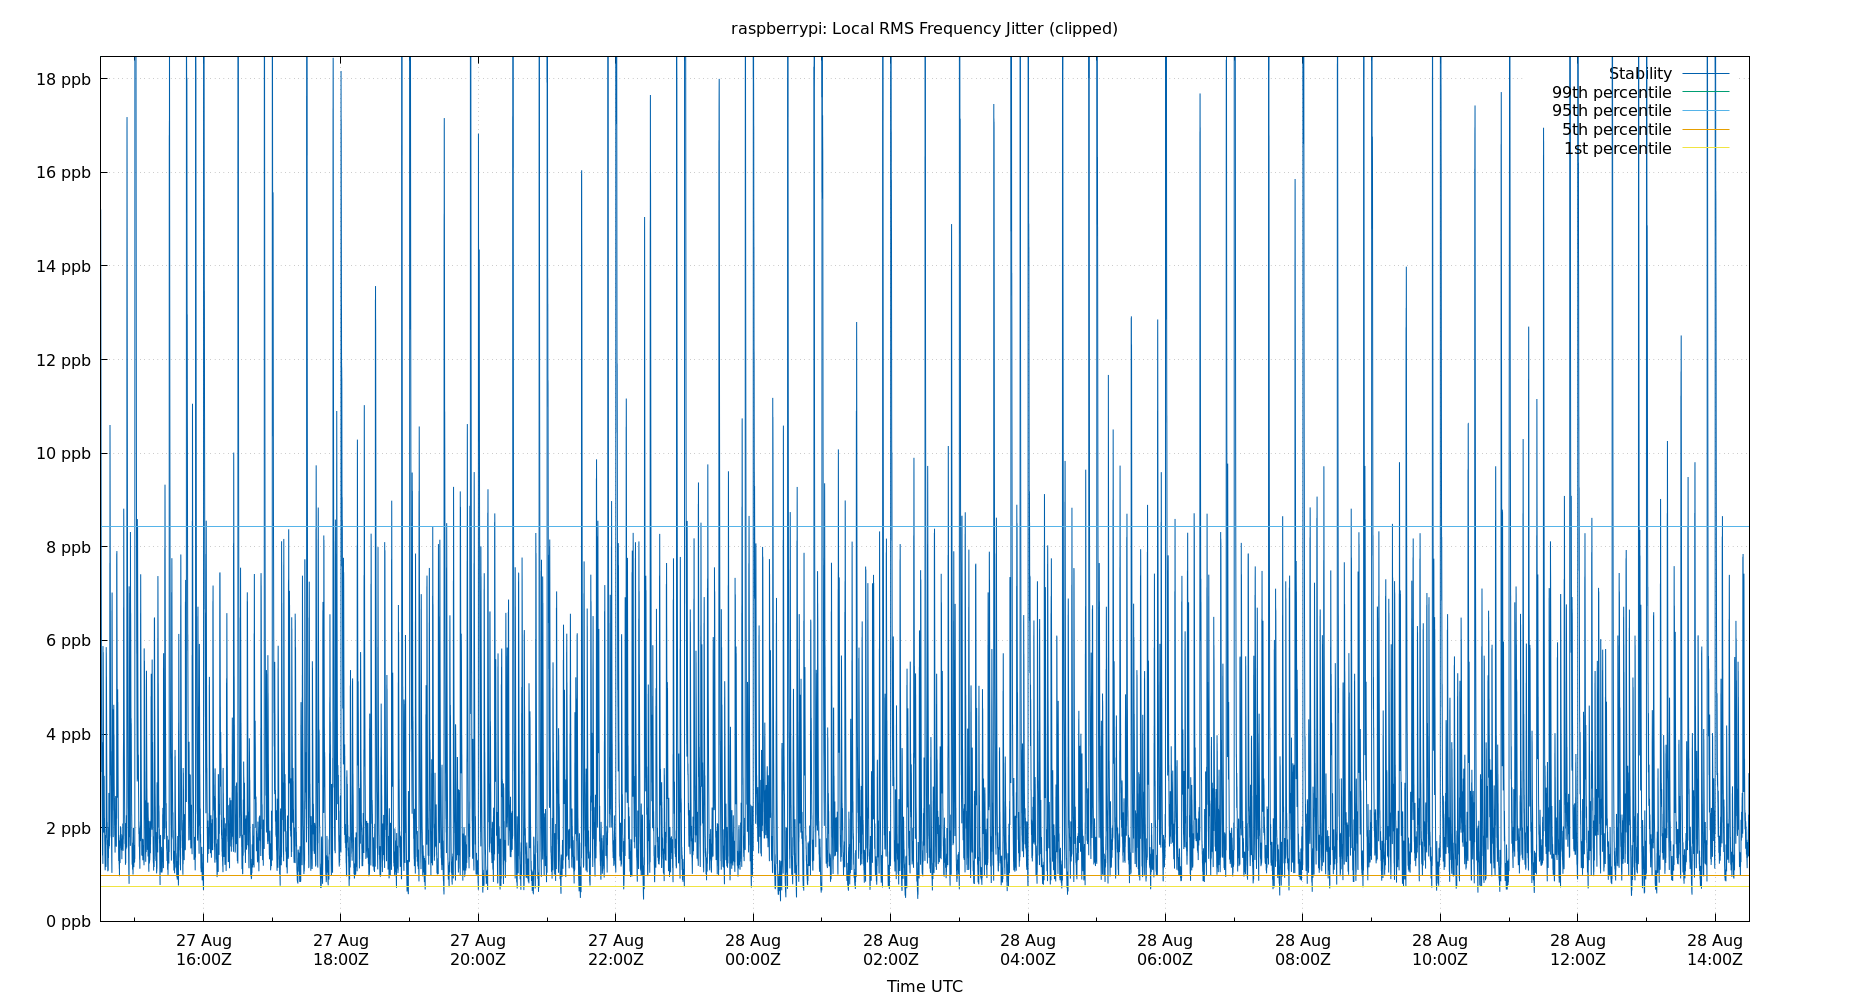 raspberrypi: Local RMS Frequency Jitter (clipped)
18 ppb
16 ppb
14 ppb
12 ppb
10 ppb
8 ppb
6 ppb
4 ppb
2 ppb
0 ppb
Stability
99th percentile
95th percentile
5th percentile
1st percentile
27 Aug
16:00Z
27 Aug
18:00Z
27 Aug
20:00Z
27 Aug
22:00Z
28 Aug
00:00Z
28 Aug
02:00Z
28 Aug
04:00Z
28 Aug
06:00Z
28 Aug
08:00Z
28 Aug
10:00Z
28 Aug
12:00Z
28 Aug
14:00Z
Time UTC